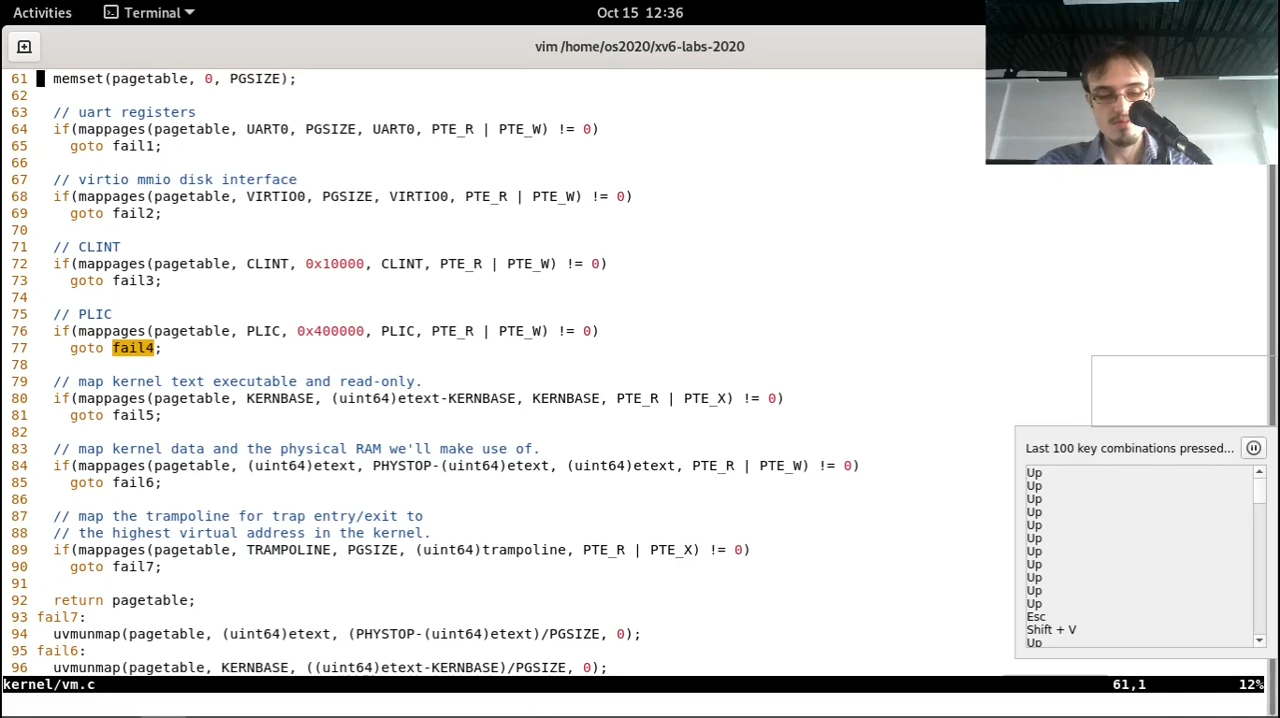 Activities
Terminal
Oct 15 12:36
vim /home/os2020/xv6-labs-2020
61 memset(pagetable, 0, PGSIZE);
62
63 // uart registers
64 if(mappages(pagetable, UART0, PGSIZE, UART0, PTE_R | PTE_W) != 0)
65 goto fail1;
66
67 // virtio mmio disk interface
68 if(mappages(pagetable, VIRTIO0, PGSIZE, VIRTIO0, PTE_R | PTE_W) != 0)
69 goto fail2;
70
71 // CLINT
72 if(mappages(pagetable, CLINT, 0x10000, CLINT, PTE_R | PTE_W) != 0)
73 goto fail3;
74
75 // PLIC
76 if(mappages(pagetable, PLIC, 0x400000, PLIC, PTE_R | PTE_W) != 0)
77 goto fail4;
78
79 // map kernel text executable and read-only.
80 if(mappages(pagetable, KERNBASE, (uint64)etext-KERNBASE, KERNBASE, PTE_R | PTE_X) != 0)
81 goto fail5;
82
83 // map kernel data and the physical RAM we'll make use of.
84 if(mappages(pagetable, (uint64)etext, PHYSTOP-(uint64)etext, (uint64)etext, PTE_R | PTE_W) != 0)
85 goto fail6;
86
87 // map the trampoline for trap entry/exit to
88 // the highest virtual address in the kernel.
89 if(mappages(pagetable, TRAMPOLINE, PGSIZE, (uint64)trampoline, PTE_R | PTE_X) != 0)
90 goto fail7;
91
92 return pagetable;
93 fail7:
94 uvmunmap(pagetable, (uint64)etext, (PHYSTOP-(uint64)etext)/PGSIZE, 0);
95 fail6:
96 uvmunmap(pagetable, KERNBASE, ((uint64)etext-KERNBASE)/PGSIZE, 0);
kernel/vm.c
61,1
12%
Last 100 key combinations pressed...
Up
Up
Up
Up
Up
Up
Up
Up
Up
Up
Up
Esc
Shift + V
Up